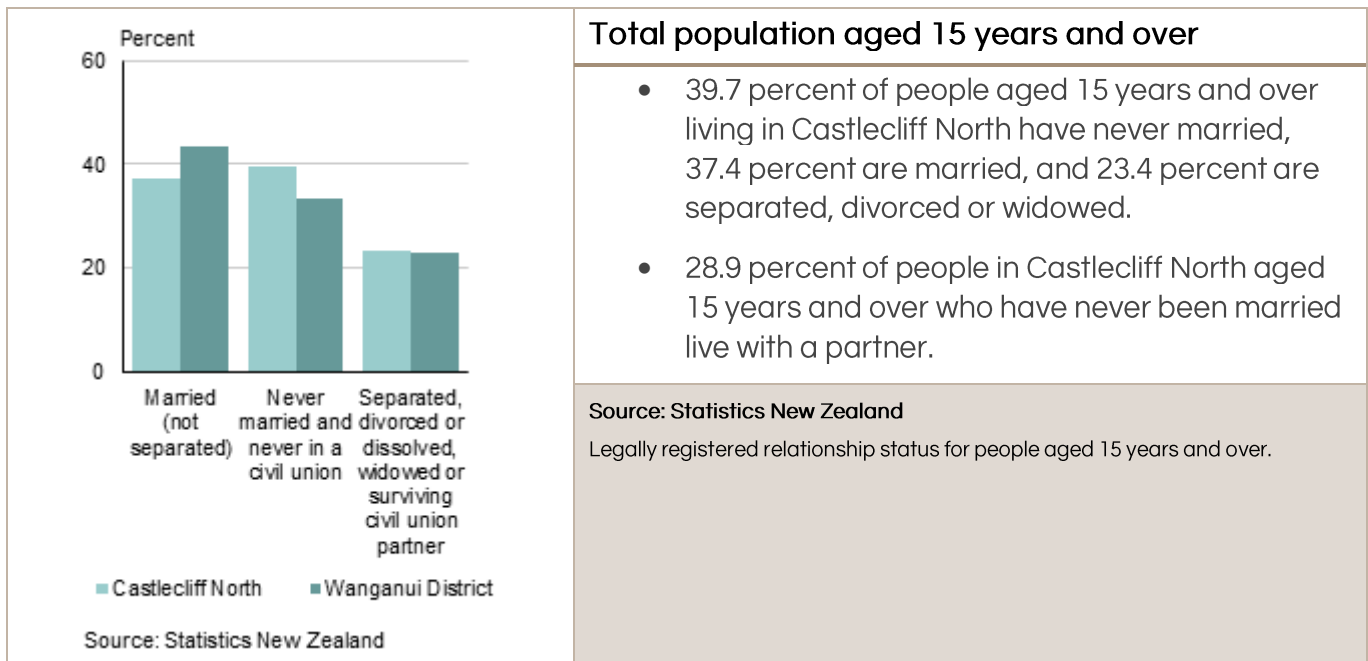 Percent
60
40
20
0
Married
(not
separated)
Never
married and
never in a
civil union
Separated,
divorced or
dissolved,
widowed or
surviving
civil union
partner
Castlecliff North
Wanganui District
Source: Statistics New Zealand
Total population aged 15 years and over
• 39.7 percent of people aged 15 years and over
living in Castlecliff North have never married,
37.4 percent are married, and 23.4 percent are
separated, divorced or widowed.
• 28.9 percent of people in Castlecliff North aged
15 years and over who have never been married
live with a partner.
Source: Statistics New Zealand
Legally registered relationship status for people aged 15 years and over.